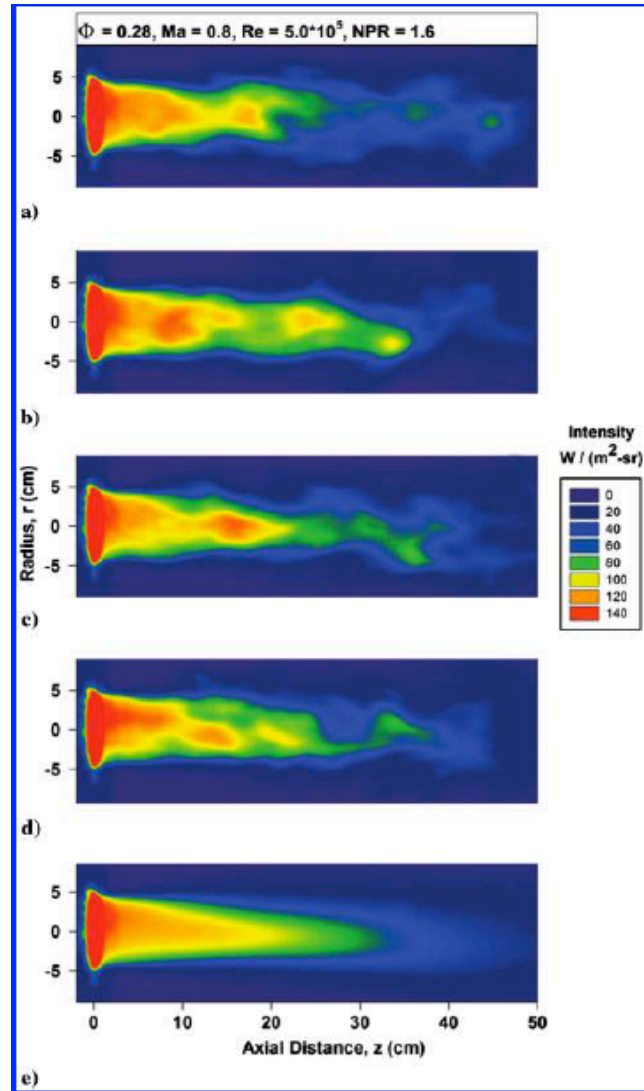 Φ = 0.28, Ma = 0.8, Re = 5.0*10⁵, NPR = 1.6
5
0
-5
a)
5
0
-5
b)
Radius, r (cm)
5
0
-5
c)
5
0
-5
d)
5
0
-5
0 10 20 30 40 50
Axial Distance, z (cm)
e)
Intensity
W / (m²-sr)
0
20
40
60
80
100
120
140